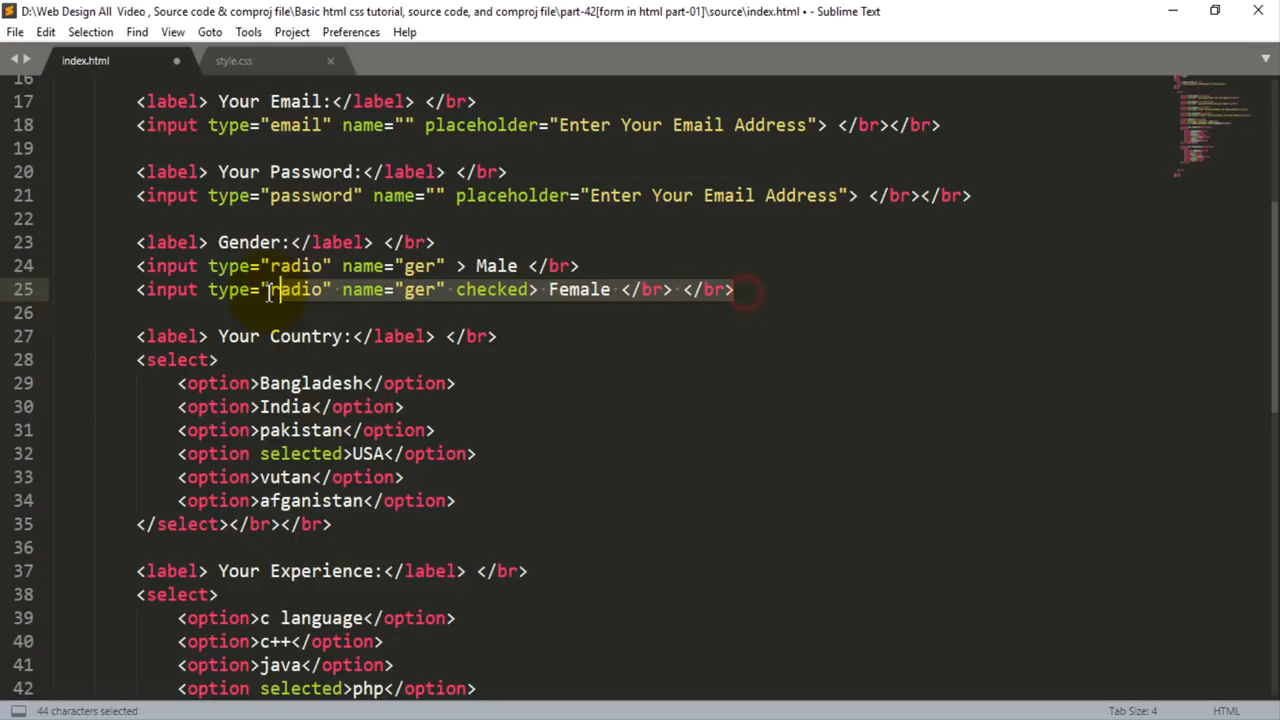 D:\Web Design All Video , Source code & comproj file\Basic html css tutorial, source code, and comproj file\part-42[form in html part-01]\source\index.html • - Sublime Text
File Edit Selection Find View Goto Tools Project Preferences Help
index.html style.css
16
17 <label> Your Email:</label> </br>
18 <input type="email" name="" placeholder="Enter Your Email Address"> </br></br>
19
20 <label> Your Password:</label> </br>
21 <input type="password" name="" placeholder="Enter Your Email Address"> </br></br>
22
23 <label> Gender:</label> </br>
24 <input type="radio" name="ger" > Male </br>
25 <input type="radio" name="ger" checked> Female </br> </br>
26
27 <label> Your Country:</label> </br>
28 <select>
29 <option>Bangladesh</option>
30 <option>India</option>
31 <option>pakistan</option>
32 <option selected>USA</option>
33 <option>vutan</option>
34 <option>afganistan</option>
35 </select></br></br>
36
37 <label> Your Experience:</label> </br>
38 <select>
39 <option>c language</option>
40 <option>c++</option>
41 <option>java</option>
42 <option selected>php</option>
44 characters selected Tab Size: 4 HTML